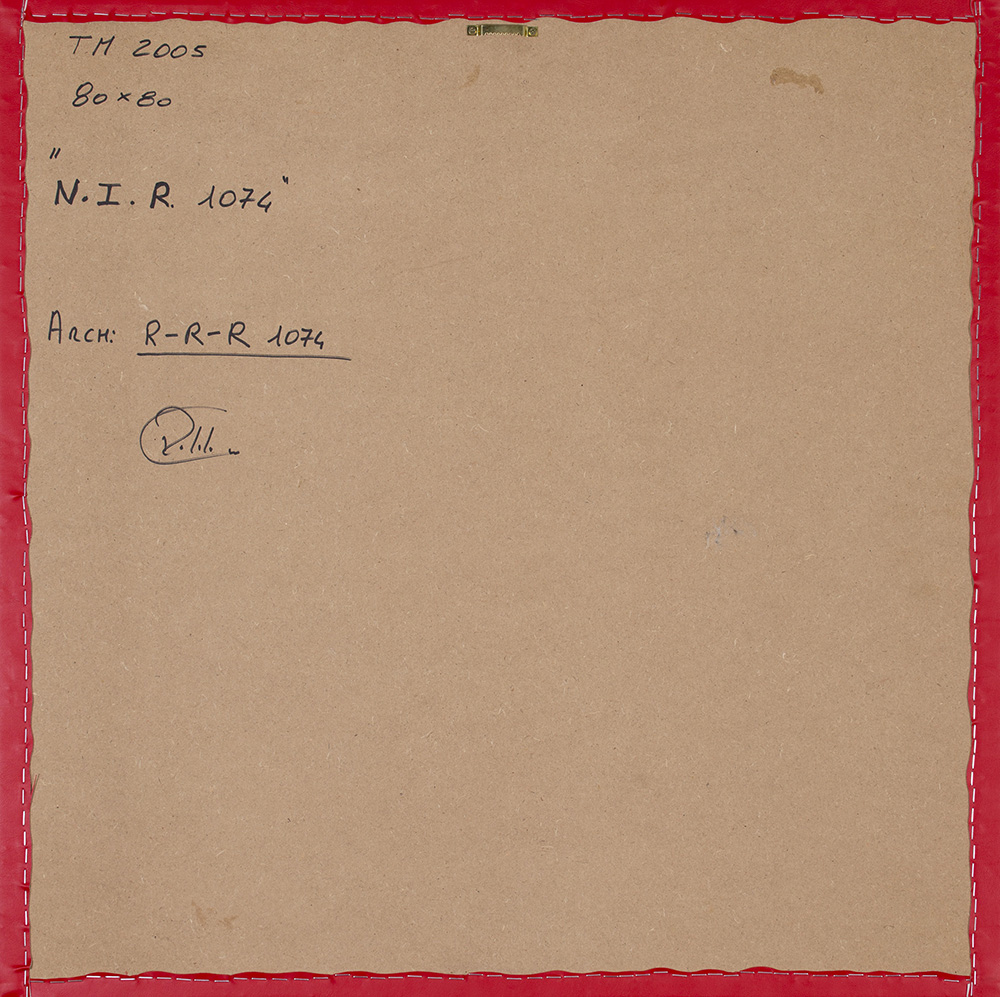 TM 2005
80 x 80
"
N.I.R. 1074"
ARCH: R-R-R 1074